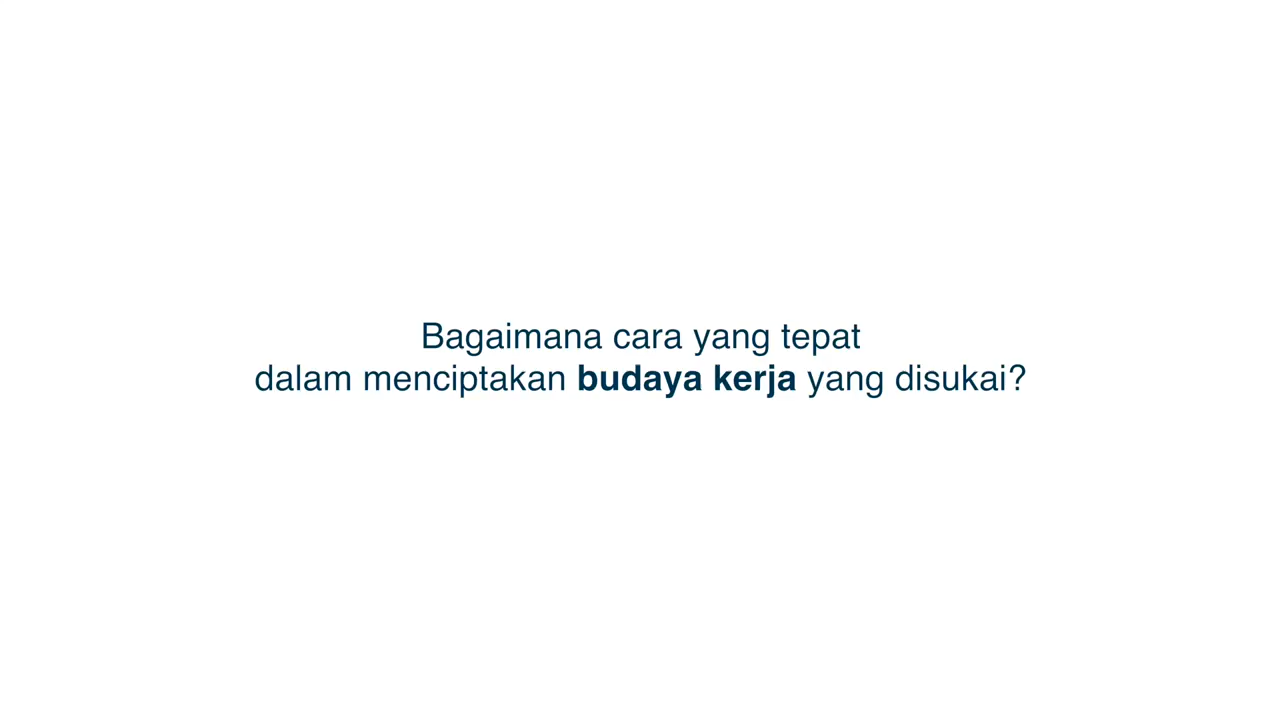 Bagaimana cara yang tepat
dalam menciptakan budaya kerja yang disukai?